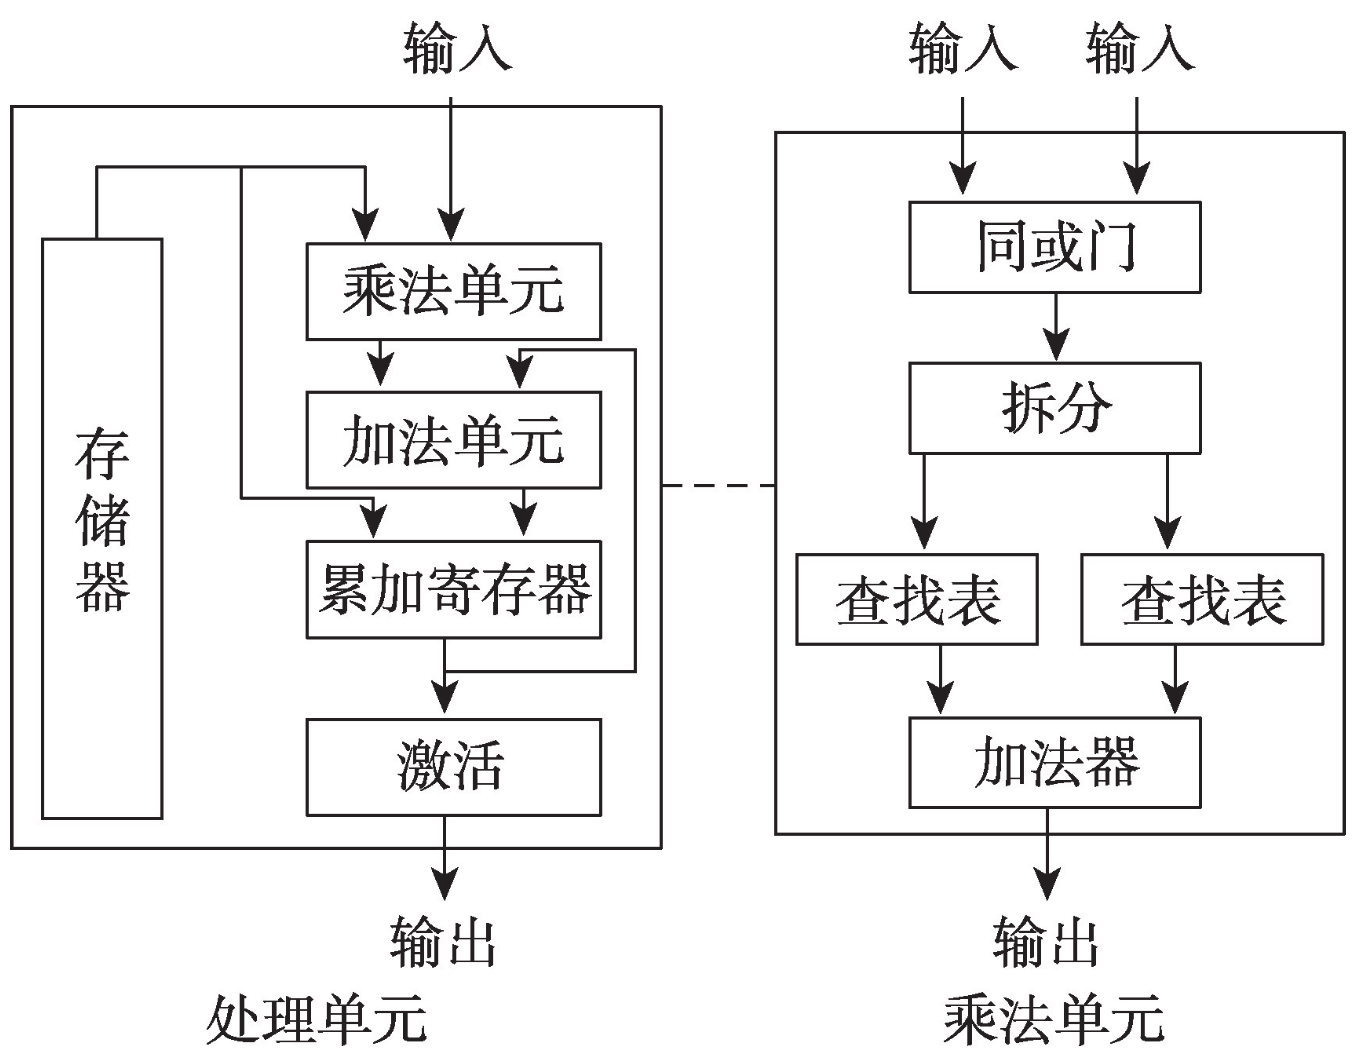 输入
存储器
乘法单元
加法单元
累加寄存器
激活
输出
处理单元
输入 输入
同或门
拆分
查找表 查找表
加法器
输出
乘法单元